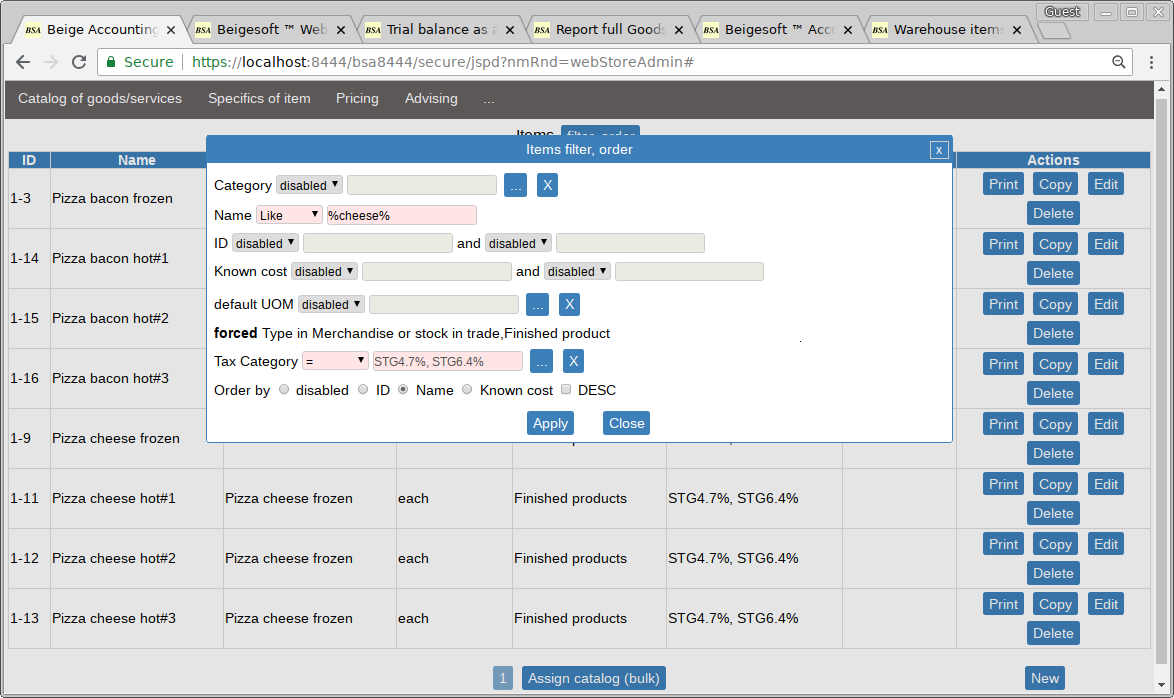 Guest
BSA Beige Accounting
BSA Beigesoft ™ Web
BSA Trial balance as a
BSA Report full Goods
BSA Beigesoft ™ Acc
BSA Warehouse items
Secure https://localhost:8444/bsa8444/secure/jspd?nmRnd=webStoreAdmin#
Catalog of goods/services Specifics of item Pricing Advising ...
Items filter, order
Items filter, order x
ID Name Actions
Category disabled ... X
Name Like %cheese%
ID disabled and disabled
Known cost disabled and disabled
default UOM disabled ... X
forced Type in Merchandise or stock in trade,Finished product
Tax Category = STG4.7%, STG6.4% ... X
Order by disabled ID Name Known cost DESC
Apply Close
1-3 Pizza bacon frozen Print Copy Edit
Delete
1-14 Pizza bacon hot#1 Print Copy Edit
Delete
1-15 Pizza bacon hot#2 Print Copy Edit
Delete
1-16 Pizza bacon hot#3 Print Copy Edit
Delete
1-9 Pizza cheese frozen Print Copy Edit
Delete
1-11 Pizza cheese hot#1 Pizza cheese frozen each Finished products STG4.7%, STG6.4% Print Copy Edit
Delete
1-12 Pizza cheese hot#2 Pizza cheese frozen each Finished products STG4.7%, STG6.4% Print Copy Edit
Delete
1-13 Pizza cheese hot#3 Pizza cheese frozen each Finished products STG4.7%, STG6.4% Print Copy Edit
Delete
1 Assign catalog (bulk) New